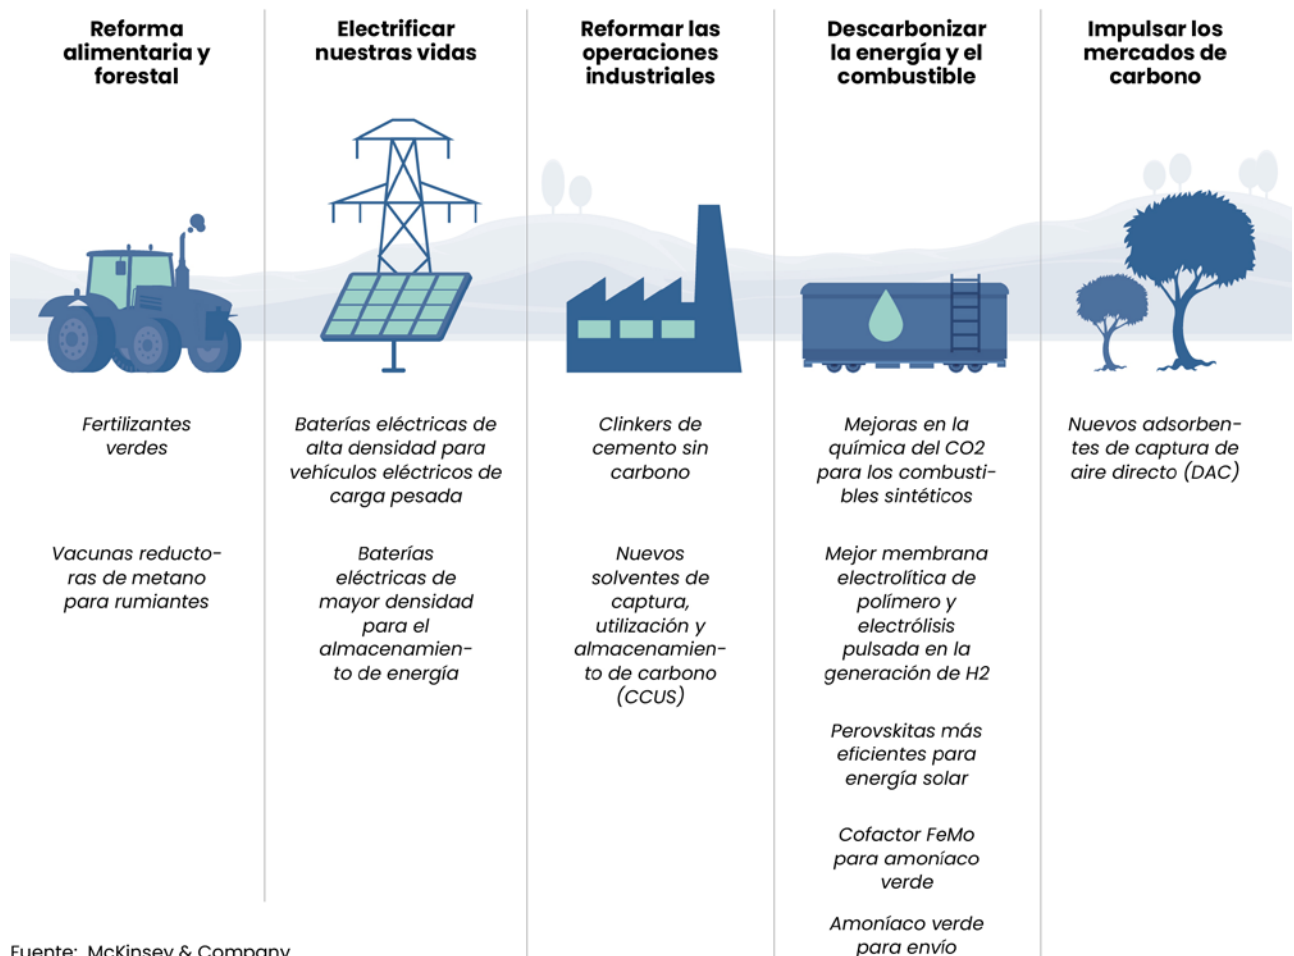 Reforma
alimentaria y
forestal
Electrificar
nuestras vidas
Reformar las
operaciones
industriales
Descarbonizar
la energía y el
combustible
Impulsar los
mercados de
carbono
Fertilizantes
verdes
Vacunas reducto-
ras de metano
para rumiantes
Baterías eléctricas de
alta densidad para
vehículos eléctricos de
carga pesada
Baterías
eléctricas de
mayor densidad
para el
almacenamien-
to de energía
Clinkers de
cemento sin
carbono
Nuevos
solventes de
captura,
utilización y
almacenamien-
to de carbono
(CCUS)
Mejoras en la
química del CO2
para los combusti-
bles sintéticos
Mejor membrana
electrolítica de
polímero y
electrólisis
pulsada en la
generación de H2
Perovskitas más
eficientes para
energía solar
Cofactor FeMo
para amoníaco
verde
Amoníaco verde
para envío
Nuevos adsorben-
tes de captura de
aire directo (DAC)
Fuente: McKinsey & Company